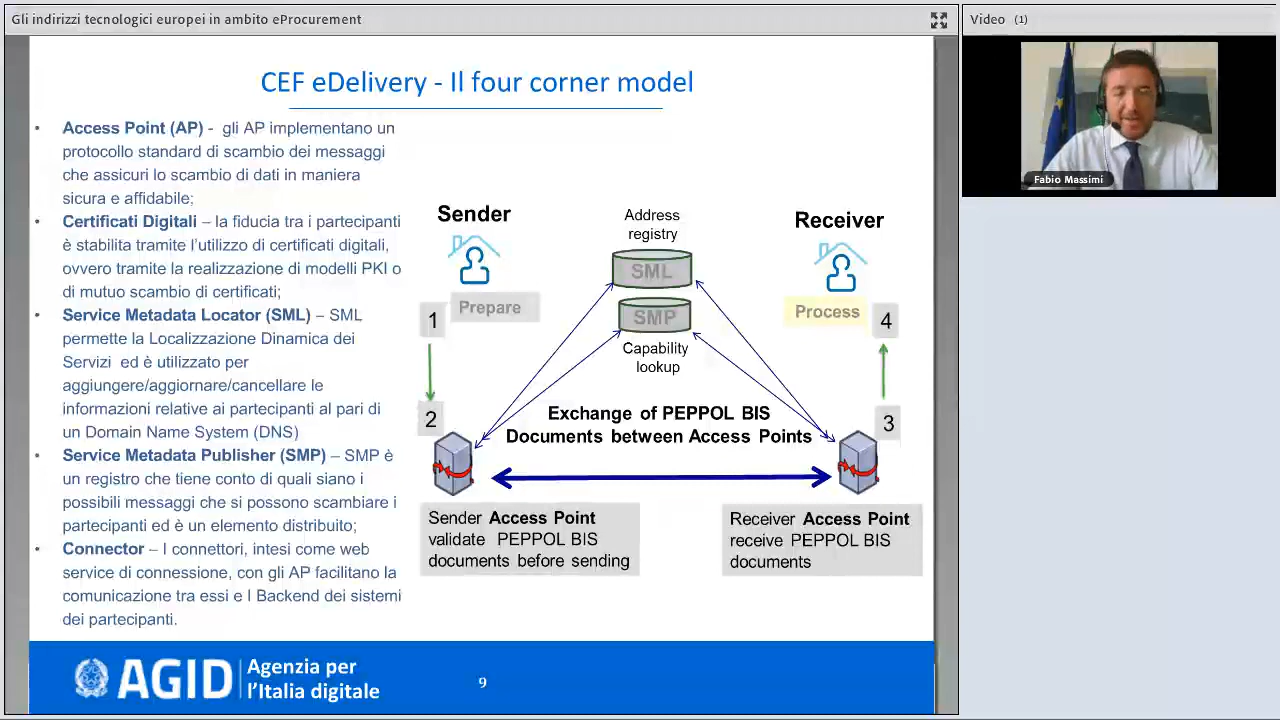 Gli indirizzi tecnologici europei in ambito eProcurement
Video (1)
Fabio Massimi
CEF eDelivery - Il four corner model
• Access Point (AP) - gli AP implementano un
protocollo standard di scambio dei messaggi
che assicuri lo scambio di dati in maniera
sicura e affidabile;
• Certificati Digitali – la fiducia tra i partecipanti
è stabilita tramite l'utilizzo di certificati digitali,
ovvero tramite la realizzazione di modelli PKI o
di mutuo scambio di certificati;
• Service Metadata Locator (SML) – SML
permette la Localizzazione Dinamica dei
Servizi ed è utilizzato per
aggiungere/aggiornare/cancellare le
informazioni relative ai partecipanti al pari di
un Domain Name System (DNS)
• Service Metadata Publisher (SMP) – SMP è
un registro che tiene conto di quali siano i
possibili messaggi che si possono scambiare i
partecipanti ed è un elemento distribuito;
• Connector – I connettori, intesi come web
service di connessione, con gli AP facilitano la
comunicazione tra essi e I Backend dei sistemi
dei partecipanti.
Sender
Address
registry
Receiver
SML
Prepare
SMP
Process
1
4
Capability
lookup
2
3
Exchange of PEPPOL BIS
Documents between Access Points
Sender Access Point
validate PEPPOL BIS
documents before sending
Receiver Access Point
receive PEPPOL BIS
documents
AGID
Agenzia per
l'Italia digitale
9